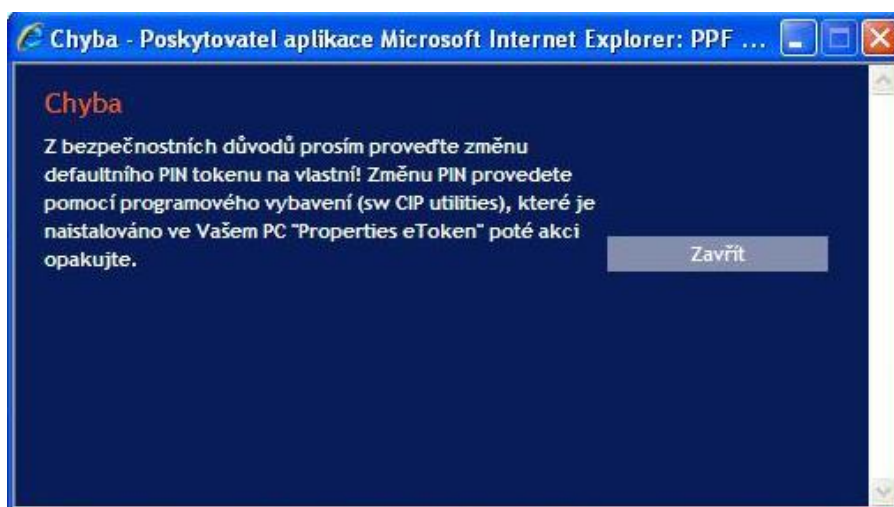 Chyba - Poskytovatel aplikace Microsoft Internet Explorer: PPF ...
Chyba
Z bezpečnostních důvodů prosím proveďte změnu
defaultního PIN tokenu na vlastní! Změnu PIN provedete
pomocí programového vybavení (sw CIP utilities), které je
naistalováno ve Vašem PC "Properties eToken" poté akci
opakujte.
Zavřít